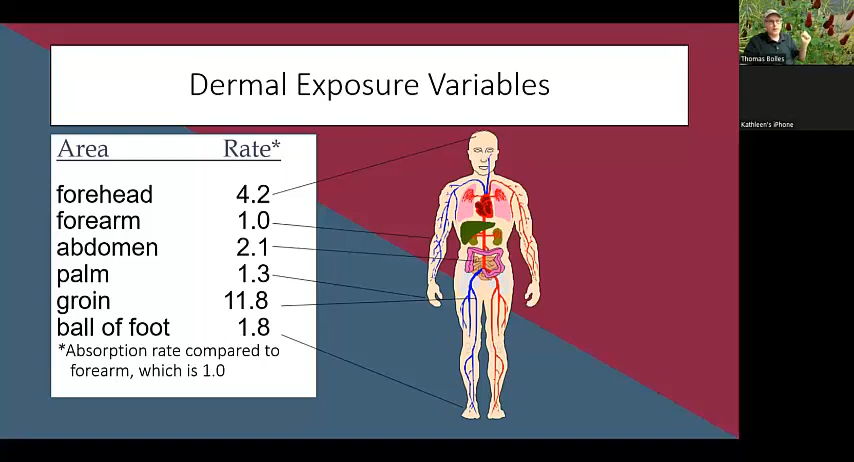 Dermal Exposure Variables
Area Rate*
forehead 4.2
forearm 1.0
abdomen 2.1
palm 1.3
groin 11.8
ball of foot 1.8
*Absorption rate compared to
forearm, which is 1.0
Thomas Bolles
Kathleen's iPhone